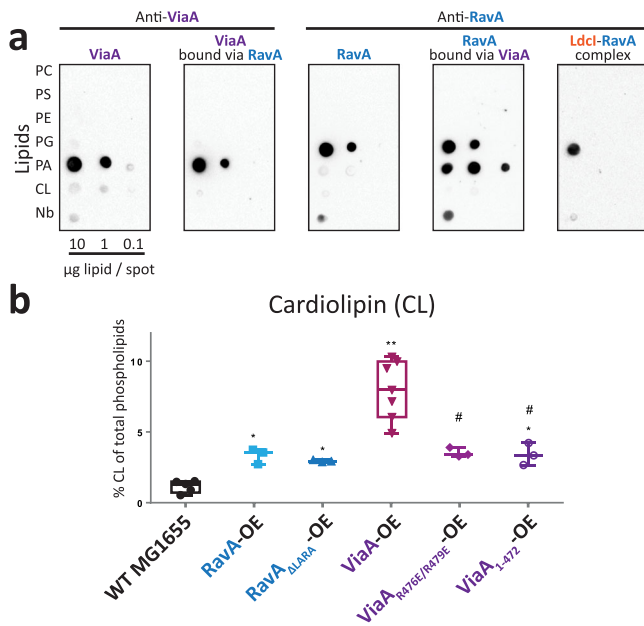 a
Anti-ViaA
Anti-RavA
ViaA
ViaA
bound via RavA
RavA
RavA
bound via ViaA
LdcI-RavA
complex
Lipids
PC
PS
PE
PG
PA
CL
Nb
10 1 0.1
µg lipid / spot
b
Cardiolipin (CL)
% CL of total phospholipids
10
5
0
*
*
**
#
#
*
WT MG1655
RavA-OE
RavAΔLARA-OE
ViaA-OE
ViaAR476E/R479E-OE
ViaA1-472-OE